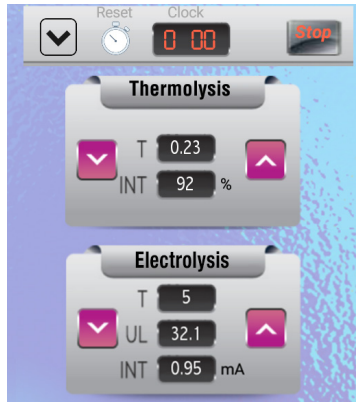 Reset Clock
0 00 Stop
Thermolysis
T 0.23
INT 92 %
Electrolysis
T 5
UL 32.1
INT 0.95 mA